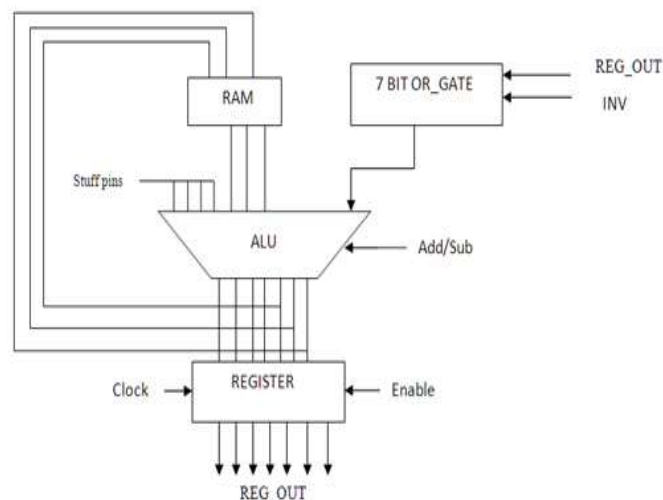 REG_OUT
7 BIT OR_GATE
RAM
INV
Stuff pins
ALU
Add/Sub
REGISTER
Clock
Enable
REG_OUT